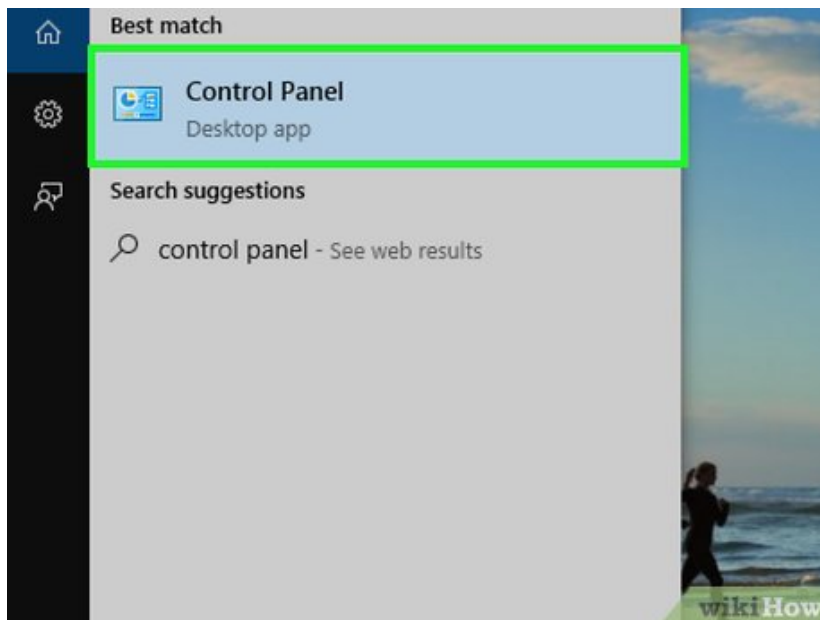 Best match
Control Panel
Desktop app
Search suggestions
control panel - See web results
wikiHow